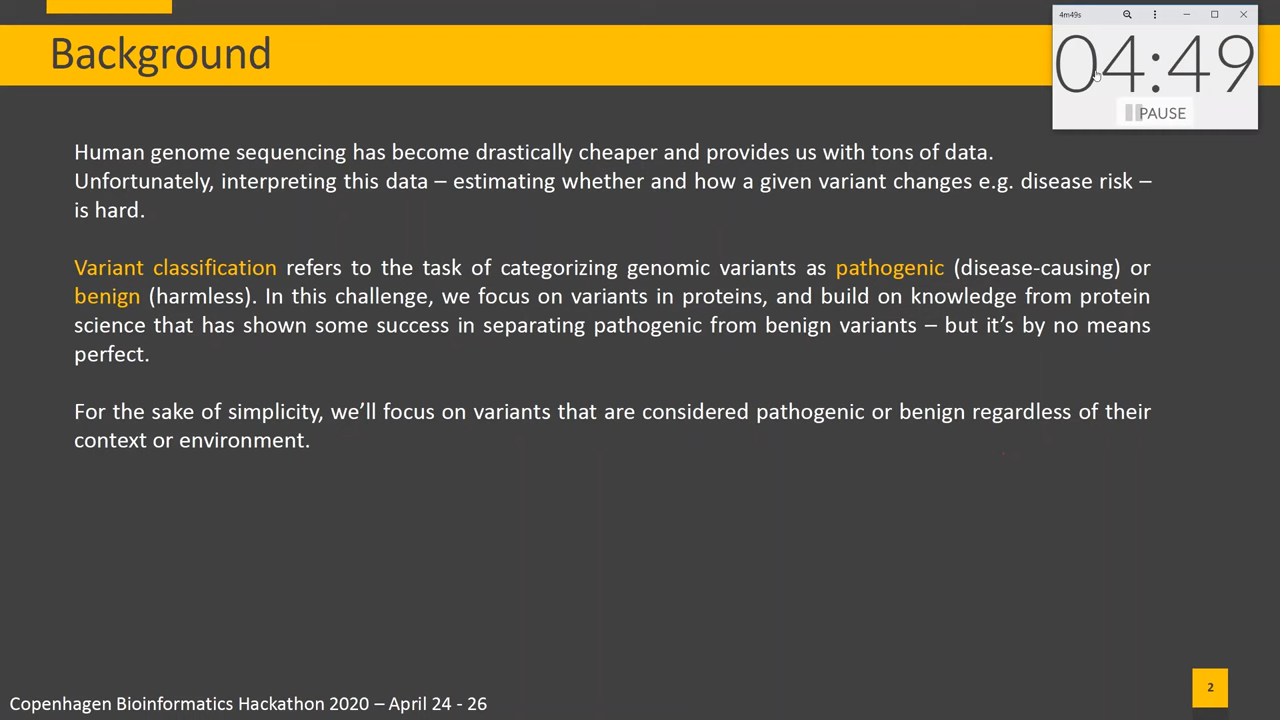 Background
4m49s
04:49
PAUSE
Human genome sequencing has become drastically cheaper and provides us with tons of data.
Unfortunately, interpreting this data – estimating whether and how a given variant changes e.g. disease risk –
is hard.
Variant classification refers to the task of categorizing genomic variants as pathogenic (disease-causing) or
benign (harmless). In this challenge, we focus on variants in proteins, and build on knowledge from protein
science that has shown some success in separating pathogenic from benign variants – but it’s by no means
perfect.
For the sake of simplicity, we’ll focus on variants that are considered pathogenic or benign regardless of their
context or environment.
2
Copenhagen Bioinformatics Hackathon 2020 – April 24 - 26